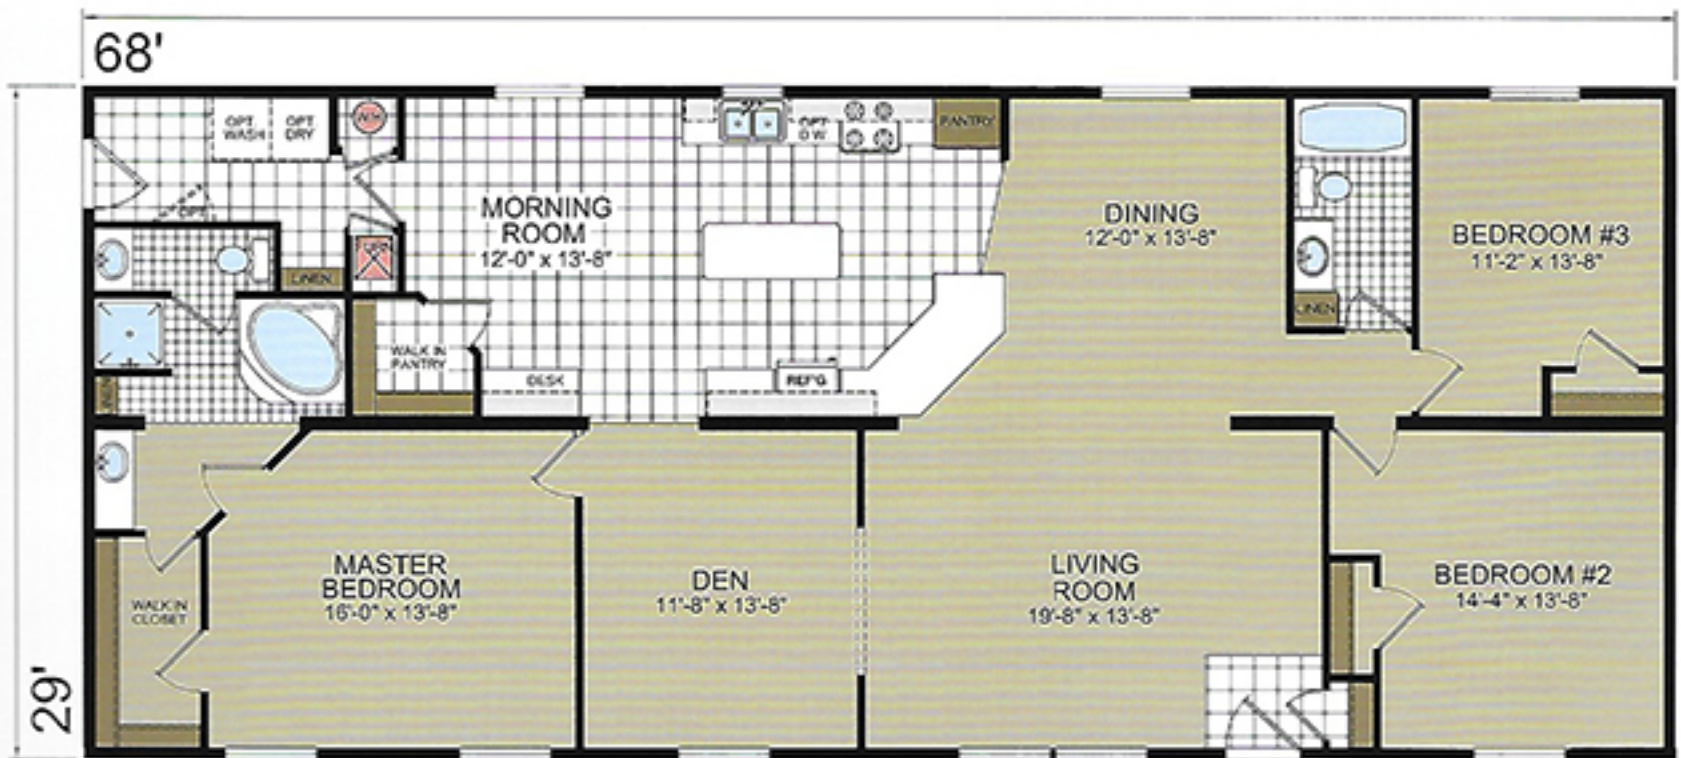 68'
29'
OPT.
WASH
OPT.
DRY
W/H
PANTRY
OPT
D W
MORNING
ROOM
12'-0" x 13'-8"
DINING
12'-0" x 13'-8"
BEDROOM #3
11'-2" x 13'-8"
OPT
FURN
LINEN
LINEN
WALK IN
PANTRY
DESK
REF'G
LINEN
MASTER
BEDROOM
16'-0" x 13'-8"
DEN
11'-8" x 13'-8"
LIVING
ROOM
19'-8" x 13'-8"
BEDROOM #2
14'-4" x 13'-8"
WALK IN
CLOSET